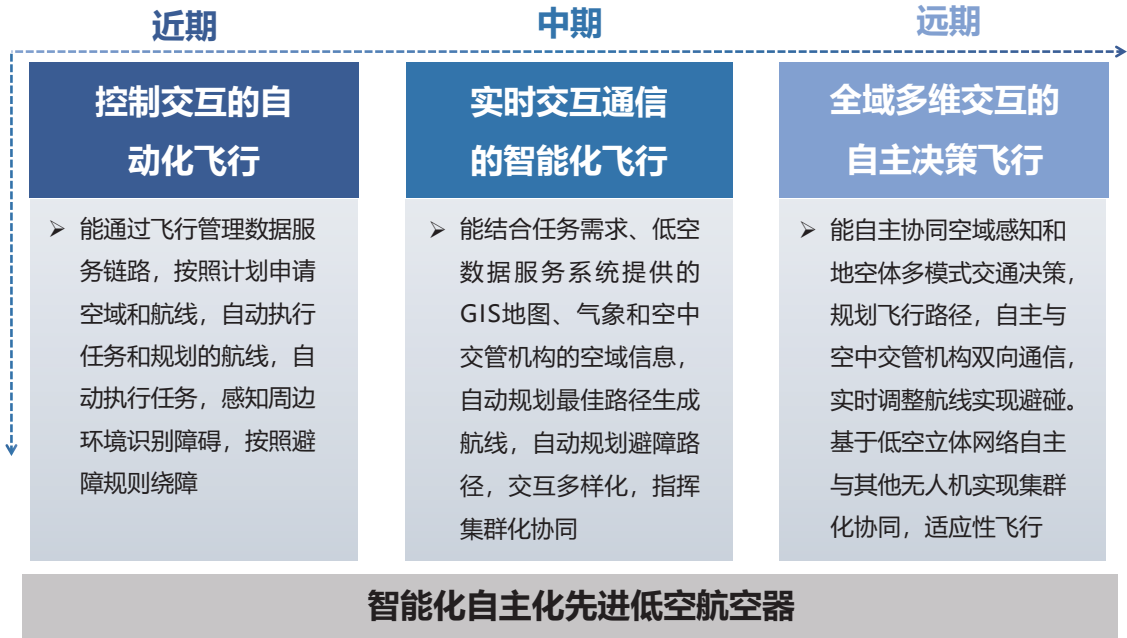 近期
中期
远期
控制交互的自
动化飞行
能通过飞行管理数据服
务链路，按照计划申请
空域和航线，自动执行
任务和规划的航线，自
动执行任务，感知周边
环境识别障碍，按照避
障规则绕障
实时交互通信
的智能化飞行
能结合任务需求、低空
数据服务系统提供的
GIS地图、气象和空中
交管机构的空域信息，
自动规划最佳路径生成
航线，自动规划避障路
径，交互多样化，指挥
集群化协同
全域多维交互的
自主决策飞行
能自主协同空域感知和
地空体多模式交通决策，
规划飞行路径，自主与
空中交管机构双向通信，
实时调整航线实现避碰。
基于低空立体网络自主
与其他无人机实现集群
化协同，适应性飞行
智能化自主化先进低空航空器